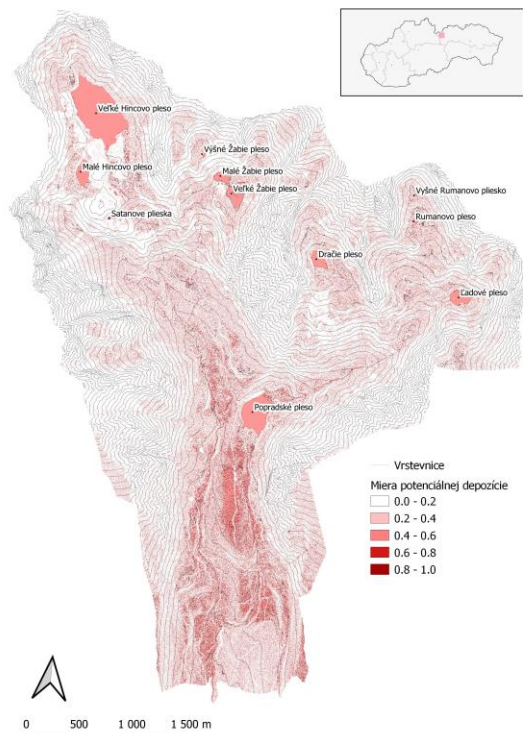 Veľké Hincovo pleso
Vyšné Žabie pleso
Malé Hincovo pleso
Malé Žabie pleso
Veľké Žabie pleso
Vyšné Rumanovo pliesko
Satanove plieska
Rumanovo pleso
Dračie pleso
Ľadové pleso
Popradské pleso
Vrstevnice
Miera potenciálnej depozície
0.0 - 0.2
0.2 - 0.4
0.4 - 0.6
0.6 - 0.8
0.8 - 1.0
0 500 1 000 1 500 m